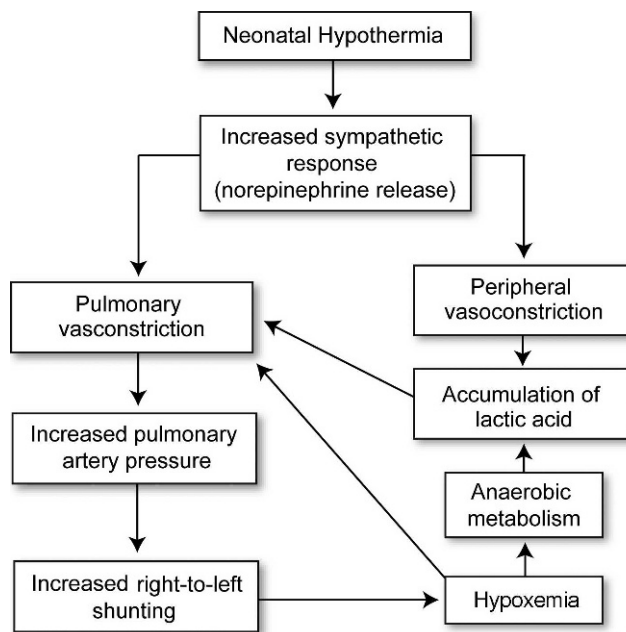 Neonatal Hypothermia
Increased sympathetic
response
(norepinephrine release)
Pulmonary
vasconstriction
Peripheral
vasoconstriction
Increased pulmonary
artery pressure
Accumulation of
lactic acid
Anaerobic
metabolism
Increased right-to-left
shunting
Hypoxemia